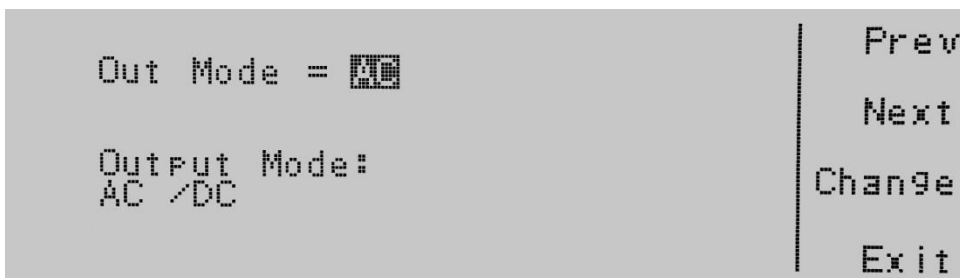 Out Mode = AC
Output Mode:
AC /DC
Prev
Next
Change
Exit